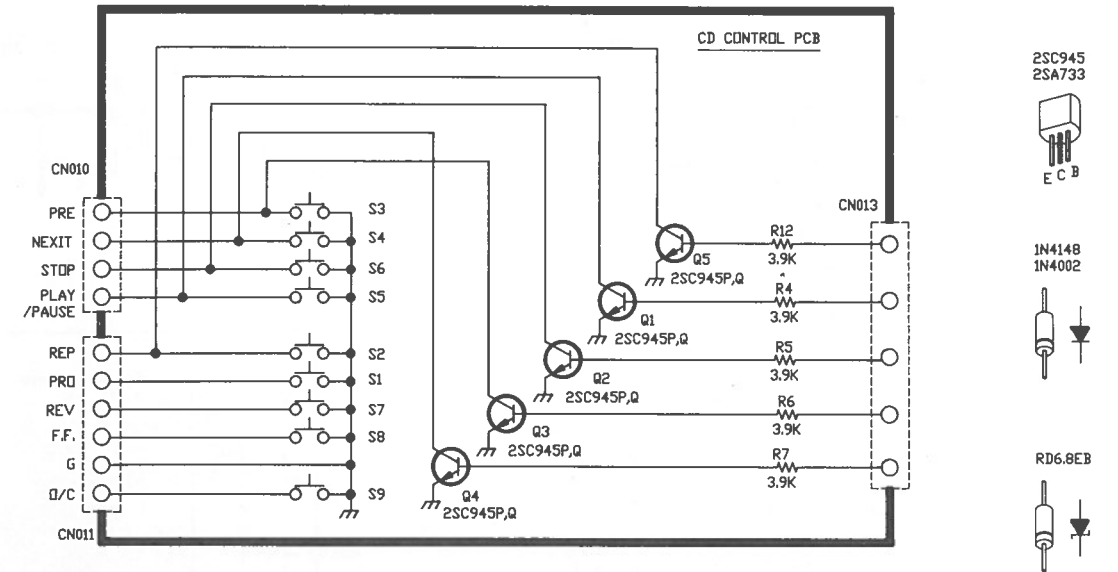 CD CONTROL PCB
2SC945
2SA733
E C B
CN010
CN013
PRE
S3
NEXIT
S4
STOP
S6
PLAY
/PAUSE
S5
REP
S2
PRO
S1
REV
S7
F.F.
S8
G
O/C
S9
CN011
R12
3.9K
Q5
2SC945P,Q
R4
3.9K
Q1
2SC945P,Q
R5
3.9K
Q2
2SC945P,Q
R6
3.9K
Q3
2SC945P,Q
R7
3.9K
Q4
2SC945P,Q
1N4148
1N4002
RD6.8EB